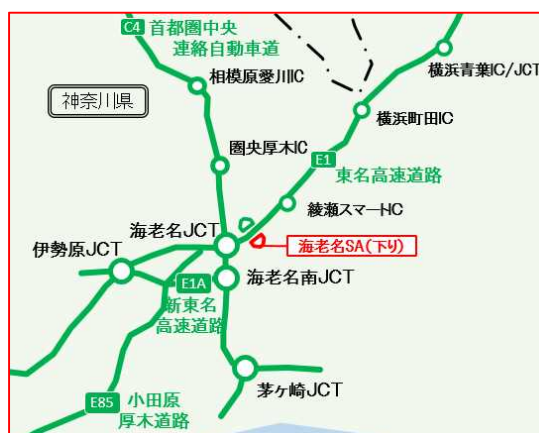 C4 首都圏中央
連絡自動車道
横浜青葉IC/JCT
相模原愛川IC
神奈川県
横浜町田IC
圏央厚木IC
E1
東名高速道路
綾瀬スマートIC
海老名JCT
伊勢原JCT
海老名SA(下り)
海老名南JCT
E1A
新東名
高速道路
茅ヶ崎JCT
E85 小田原
厚木道路